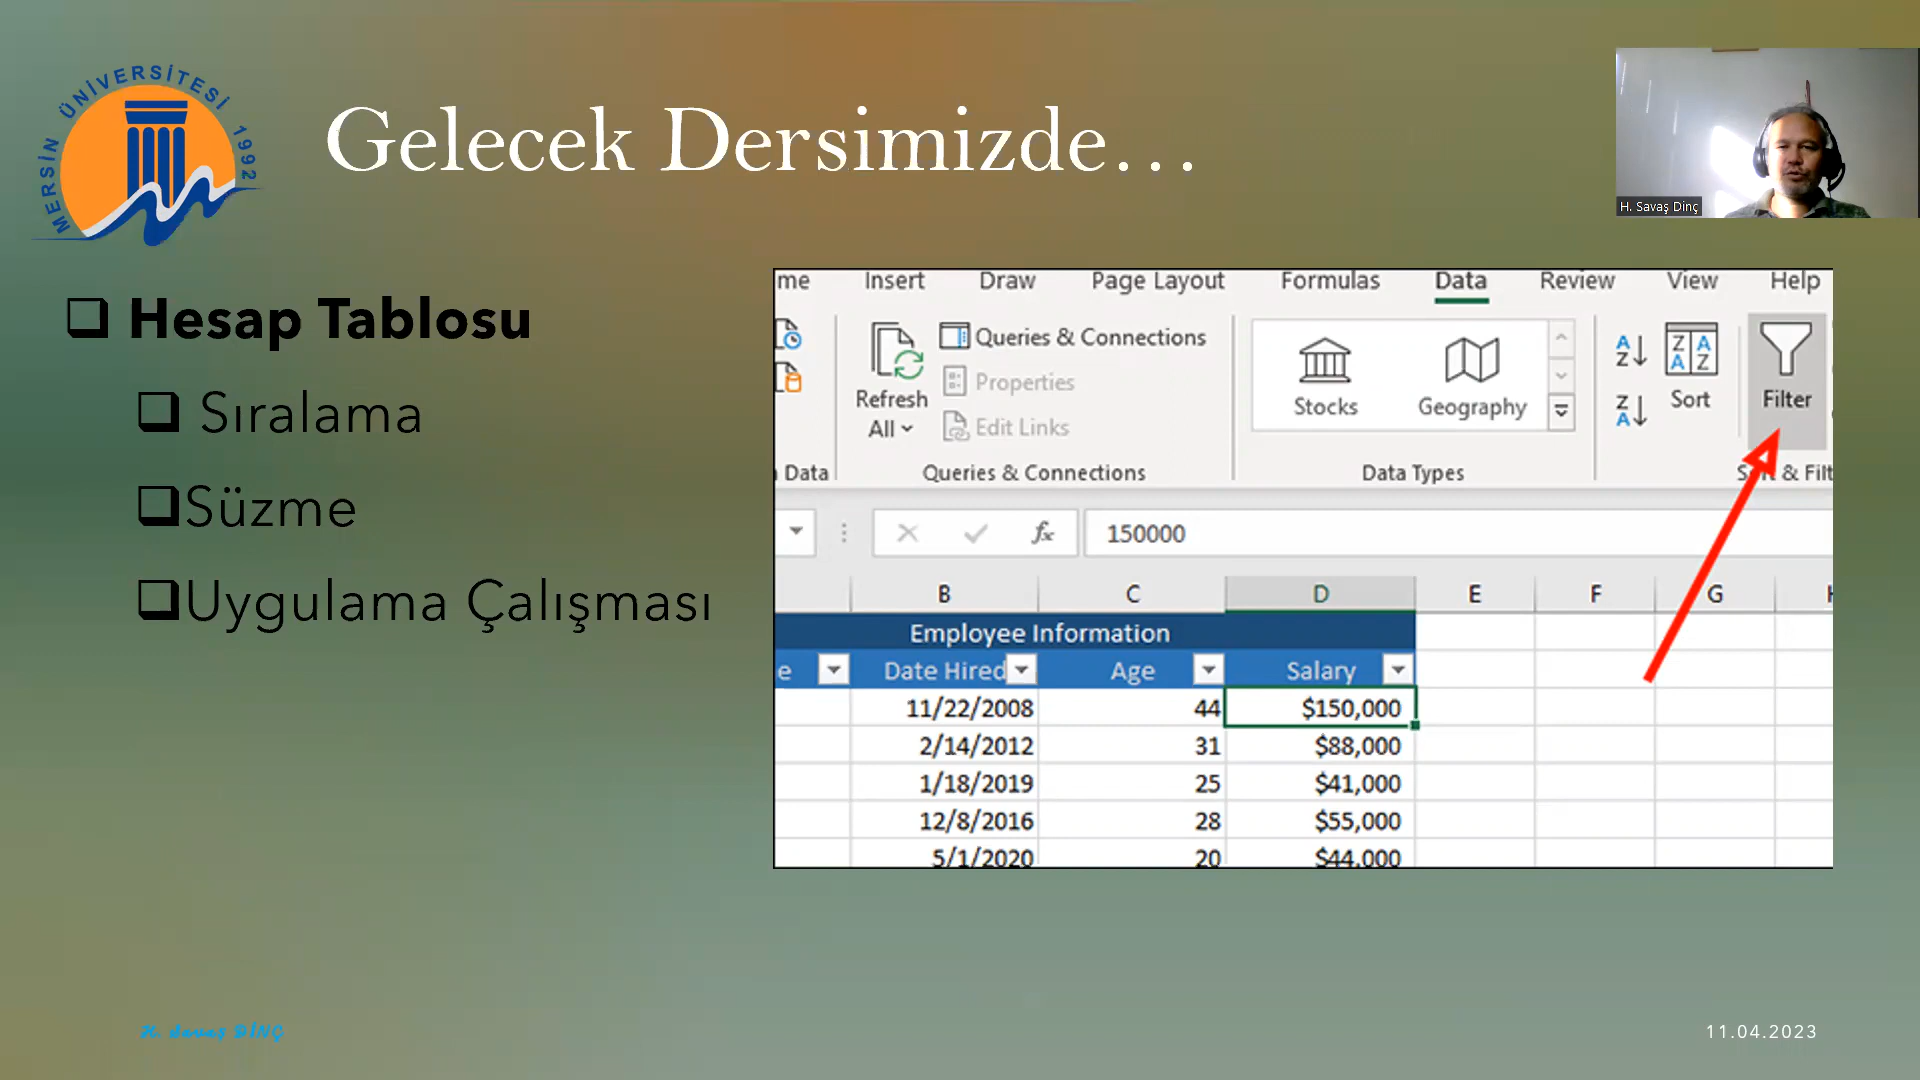 MERSİN ÜNİVERSİTESİ 1992
Gelecek Dersimizde...
H. Savaş Dinç
Hesap Tablosu
Sıralama
Süzme
Uygulama Çalışması
me Insert Draw Page Layout Formulas Data Review View Help
Queries & Connections
Properties
Edit Links
Refresh
All
Stocks
Geography
Sort
Filter
Data
Queries & Connections
Data Types
& Filt
fx 150000
B C D E F G
Employee Information
e Date Hired Age Salary
11/22/2008 44 $150,000
2/14/2012 31 $88,000
1/18/2019 25 $41,000
12/8/2016 28 $55,000
5/1/2020 20 $44,000
H. Savaş DİNÇ
11.04.2023